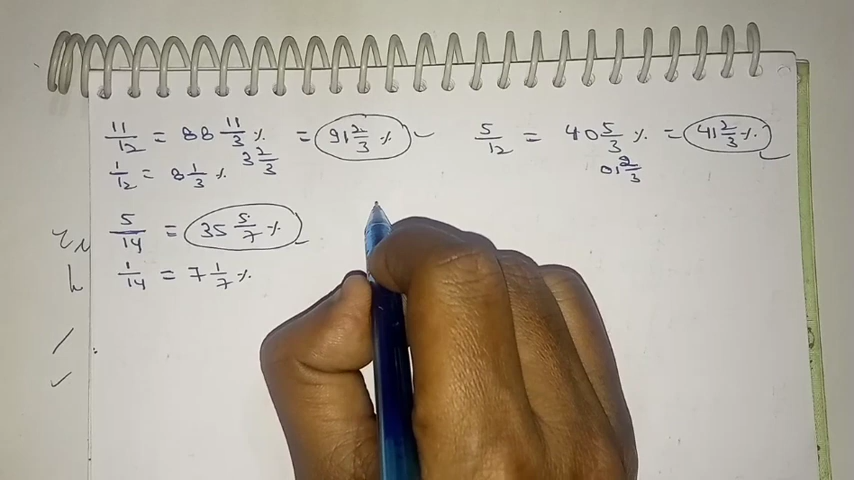 11/12 = 88 11/3 % = 91 2/3 %
3 2/3
1/12 = 8 1/3 %
5/12 = 40 5/3 % = 41 2/3 %
01 2/3
5/14 = 35 5/7 %
1/14 = 7 1/7 %